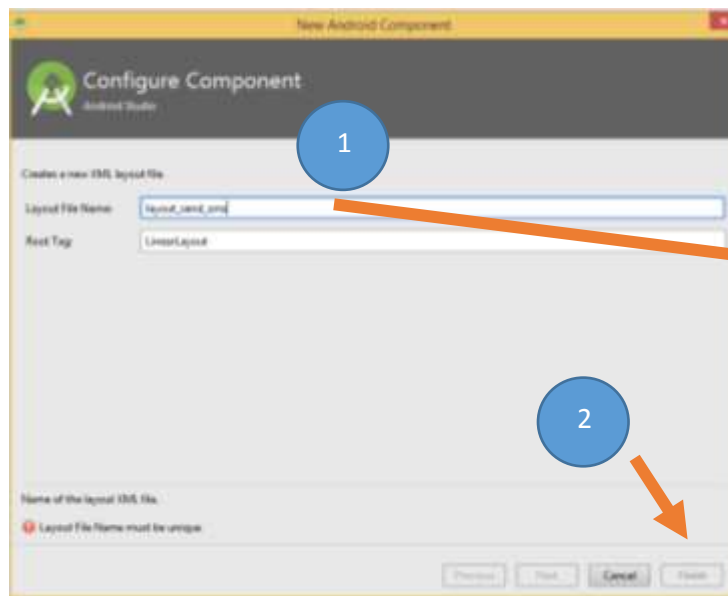 New Android Component
Configure Component
Android Studio
1
Creates a new XML layout file.
Layout File Name: layout_send_sms
Root Tag: LinearLayout
2
Name of the layout XML file.
Layout File Name must be unique.
Previous Next Cancel Finish